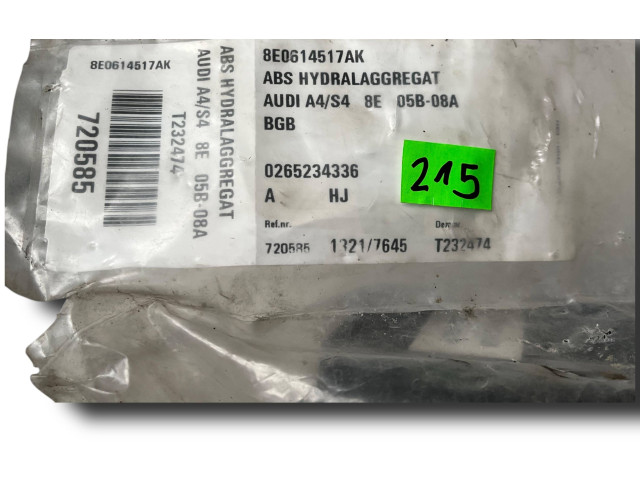 8E0614517AK
720585
T232474
AUDI A4/S4 8E 05B-08A
ABS HYDRALAGGREGAT
8E0614517AK
ABS HYDRALAGGREGAT
AUDI A4/S4 8E 05B-08A
BGB
0265234336
A HJ
215
Ref.nr.
720585 1321/7645 T232474